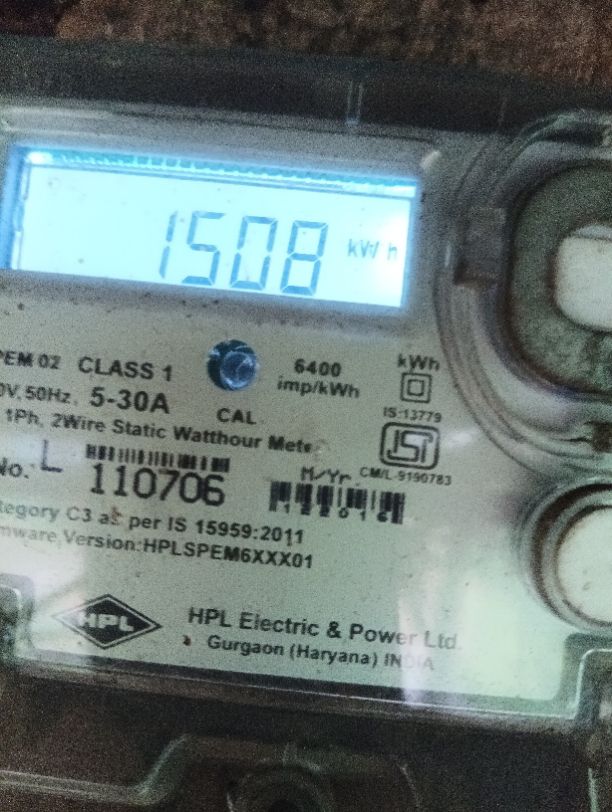 1508 kW h
PEM 02 CLASS 1
6400
imp/kWh
kWh
0V, 50Hz, 5-30A
CAL
IS:13779
1Ph, 2Wire Static Watthour Mete
ISI
CM/L-9190783
No. L 110706
M/Yr.
tegory C3 as per IS 15959:2011
mware Version:HPLSPEM6XXX01
HPL
HPL Electric & Power Ltd.
Gurgaon (Haryana) INDIA